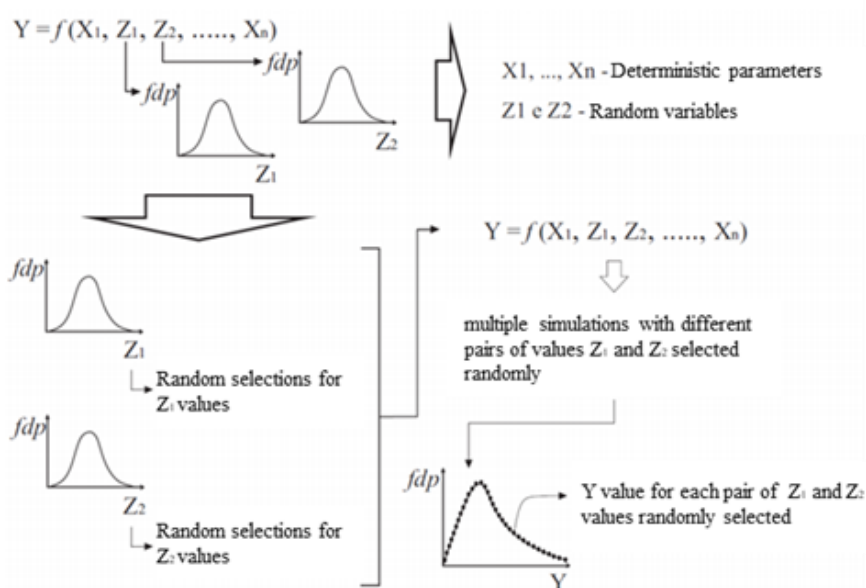 Y = f (X₁, Z₁, Z₂, ....., Xₙ)
fdp
Z₂
fdp
Z₁
X1, ..., Xn - Deterministic parameters
Z1 e Z2 - Random variables
fdp
Z₁
Random selections for
Z₁ values
fdp
Z₂
Random selections for
Z₂ values
Y = f (X₁, Z₁, Z₂, ....., Xₙ)
multiple simulations with different
pairs of values Z₁ and Z₂ selected
randomly
fdp
Y
Y value for each pair of Z₁ and Z₂
values randomly selected